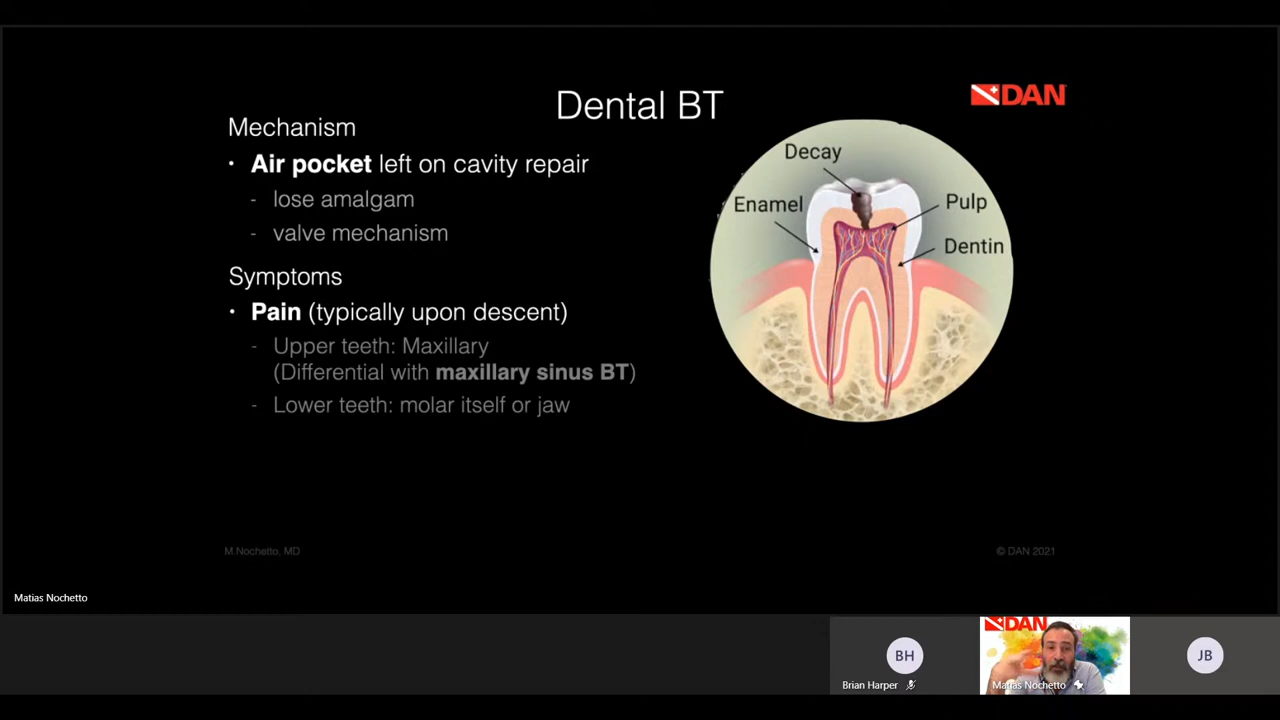 Dental BT
DAN
Mechanism
• Air pocket left on cavity repair
- lose amalgam
- valve mechanism
Symptoms
• Pain (typically upon descent)
- Upper teeth: Maxillary
(Differential with maxillary sinus BT)
- Lower teeth: molar itself or jaw
Decay
Enamel
Pulp
Dentin
M.Nochetto, MD
© DAN 2021
Matias Nochetto
BH
Brian Harper
DAN
Matias Nochetto
JB